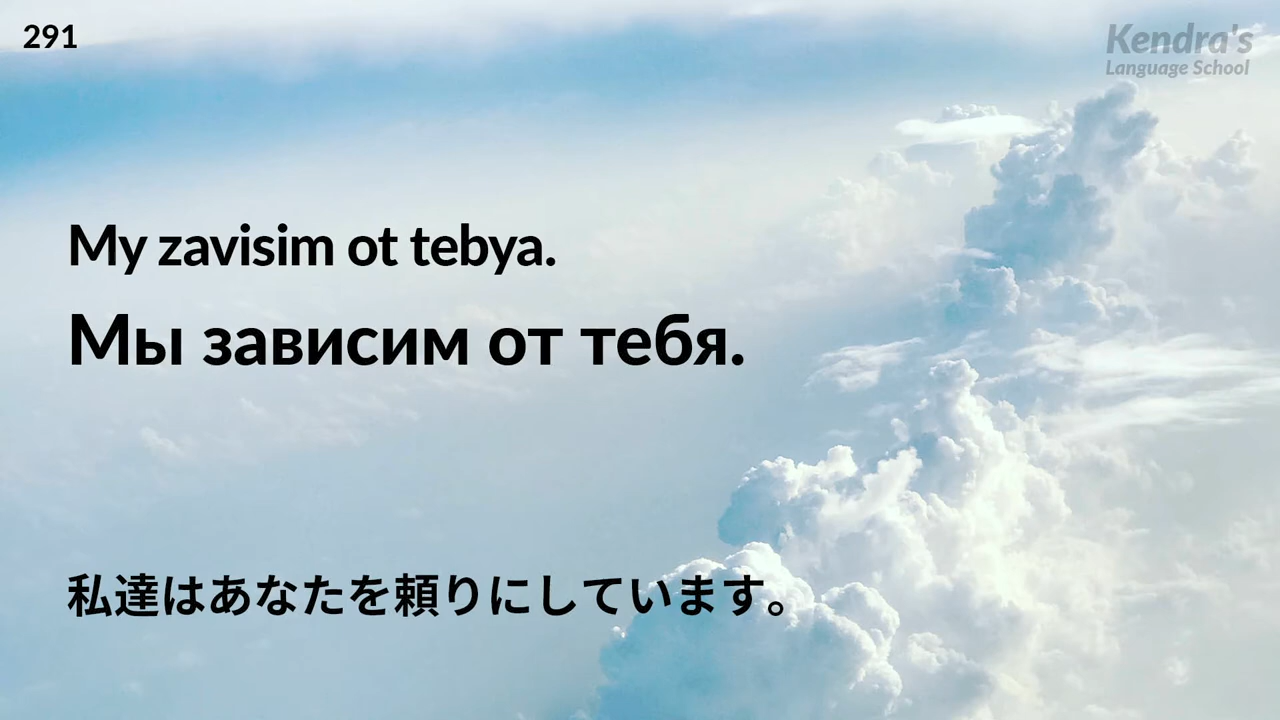 291
Kendra's
Language School
My zavisim ot tebya.
Мы зависим от тебя.
私達はあなたを頼りにしています。